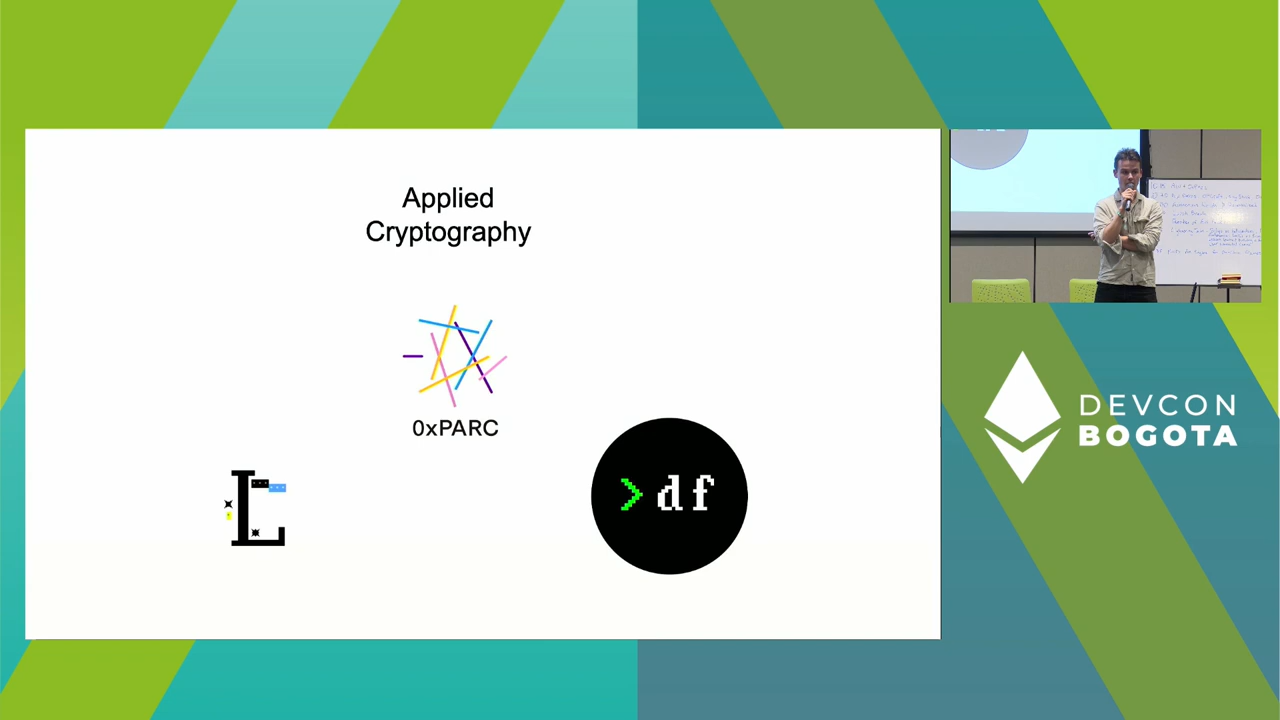 Applied
Cryptography
0xPARC
>df
DEVCON
BOGOTA